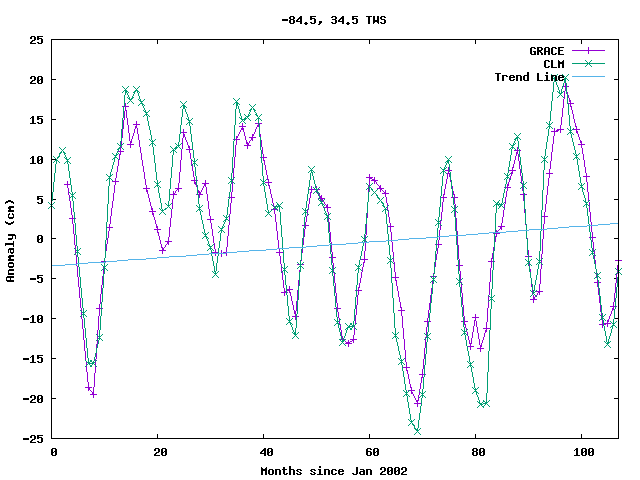 -84.5, 34.5 TWS
25
20
15
10
5
0
-5
-10
-15
-20
-25
Anomaly (cm)
GRACE
CLM
Trend Line
0 20 40 60 80 100
Months since Jan 2002